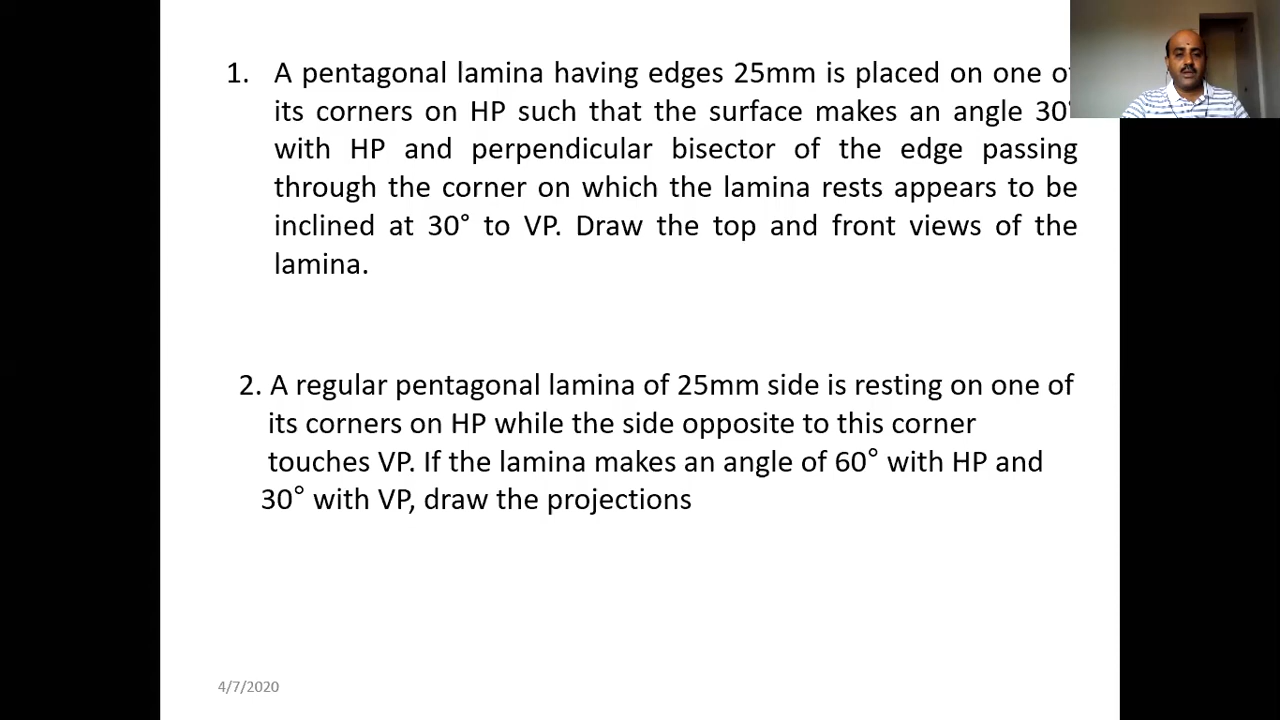 1. A pentagonal lamina having edges 25mm is placed on one of
its corners on HP such that the surface makes an angle 30°
with HP and perpendicular bisector of the edge passing
through the corner on which the lamina rests appears to be
inclined at 30° to VP. Draw the top and front views of the
lamina.
2. A regular pentagonal lamina of 25mm side is resting on one of
its corners on HP while the side opposite to this corner
touches VP. If the lamina makes an angle of 60° with HP and
30° with VP, draw the projections
4/7/2020